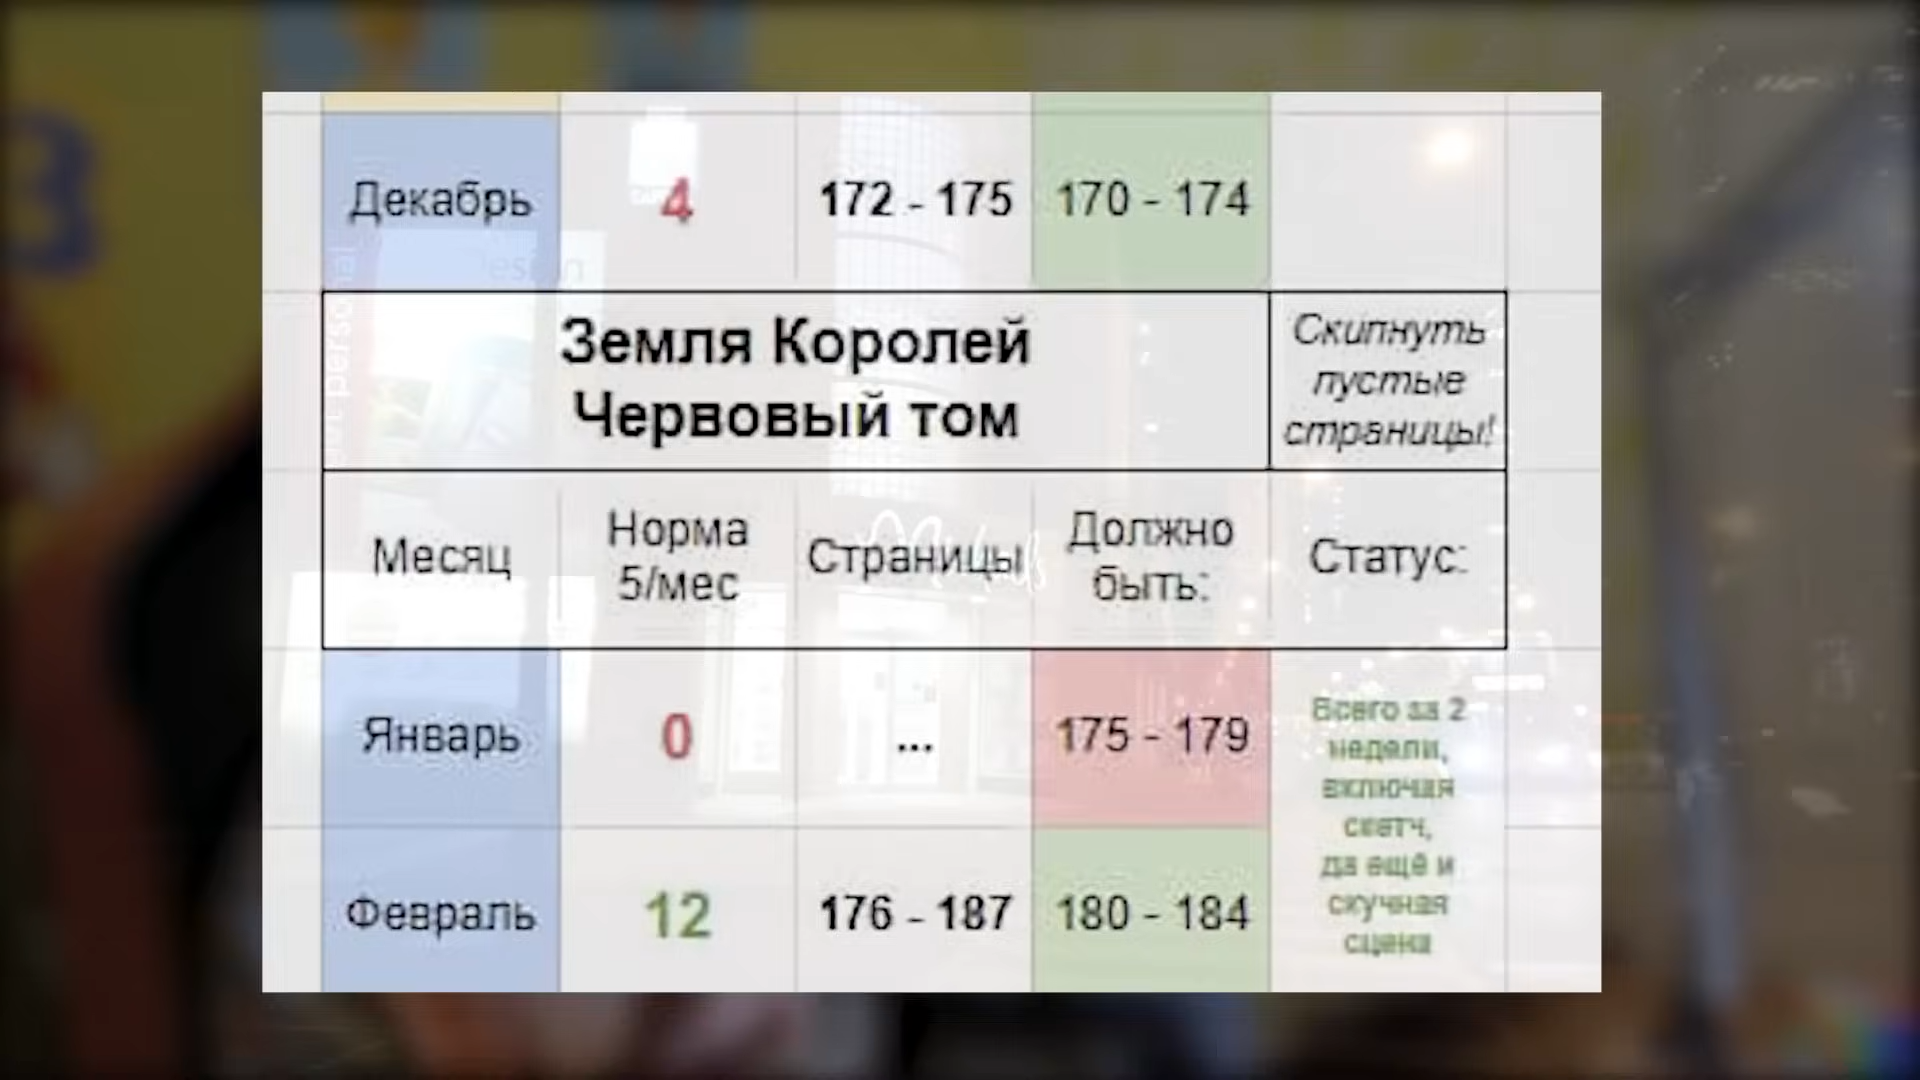 Декабрь 4 172 - 175 170 - 174
Земля Королей
Червовый том
Скипнуть
пустые
страницы!
Месяц
Норма
5/мес
Страницы
Должно
быть:
Статус:
Январь 0 ... 175 - 179
Февраль 12 176 - 187 180 - 184
Всего за 2
недели,
включая
скетч,
да ещё и
скучная
сцена